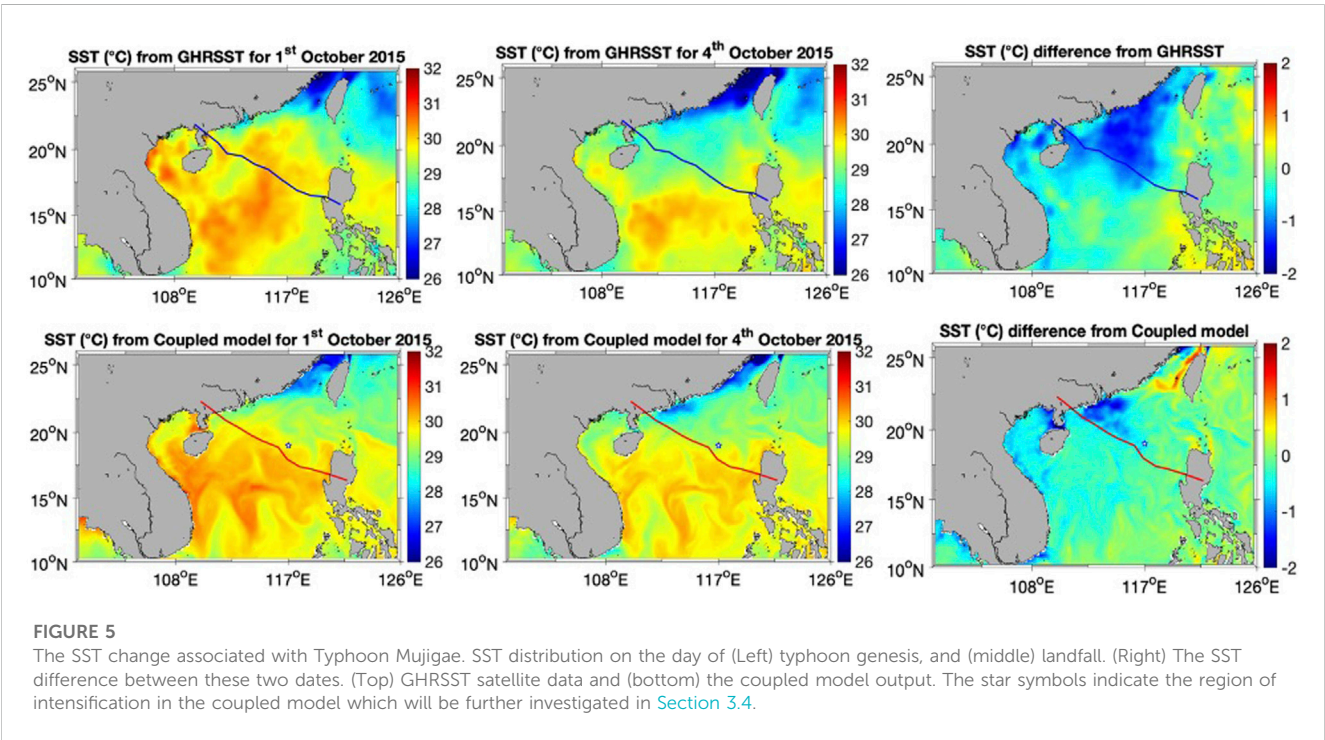 SST (°C) from GHRSST for 1st October 2015
SST (°C) from GHRSST for 4th October 2015
SST (°C) difference from GHRSST
25°N
20°N
15°N
10°N
108°E
117°E
126°E
32
31
30
29
28
27
26
25°N
20°N
15°N
10°N
108°E
117°E
126°E
32
31
30
29
28
27
26
25°N
20°N
15°N
10°N
108°E
117°E
126°E
2
1
0
-1
-2
SST (°C) from Coupled model for 1st October 2015
SST (°C) from Coupled model for 4th October 2015
SST (°C) difference from Coupled model
25°N
20°N
15°N
10°N
108°E
117°E
126°E
32
31
30
29
28
27
26
25°N
20°N
15°N
10°N
108°E
117°E
126°E
32
31
30
29
28
27
26
25°N
20°N
15°N
10°N
108°E
117°E
126°E
2
1
0
-1
-2
FIGURE 5
The SST change associated with Typhoon Mujigae. SST distribution on the day of (Left) typhoon genesis, and (middle) landfall. (Right) The SST
difference between these two dates. (Top) GHRSST satellite data and (bottom) the coupled model output. The star symbols indicate the region of
intensification in the coupled model which will be further investigated in Section 3.4.